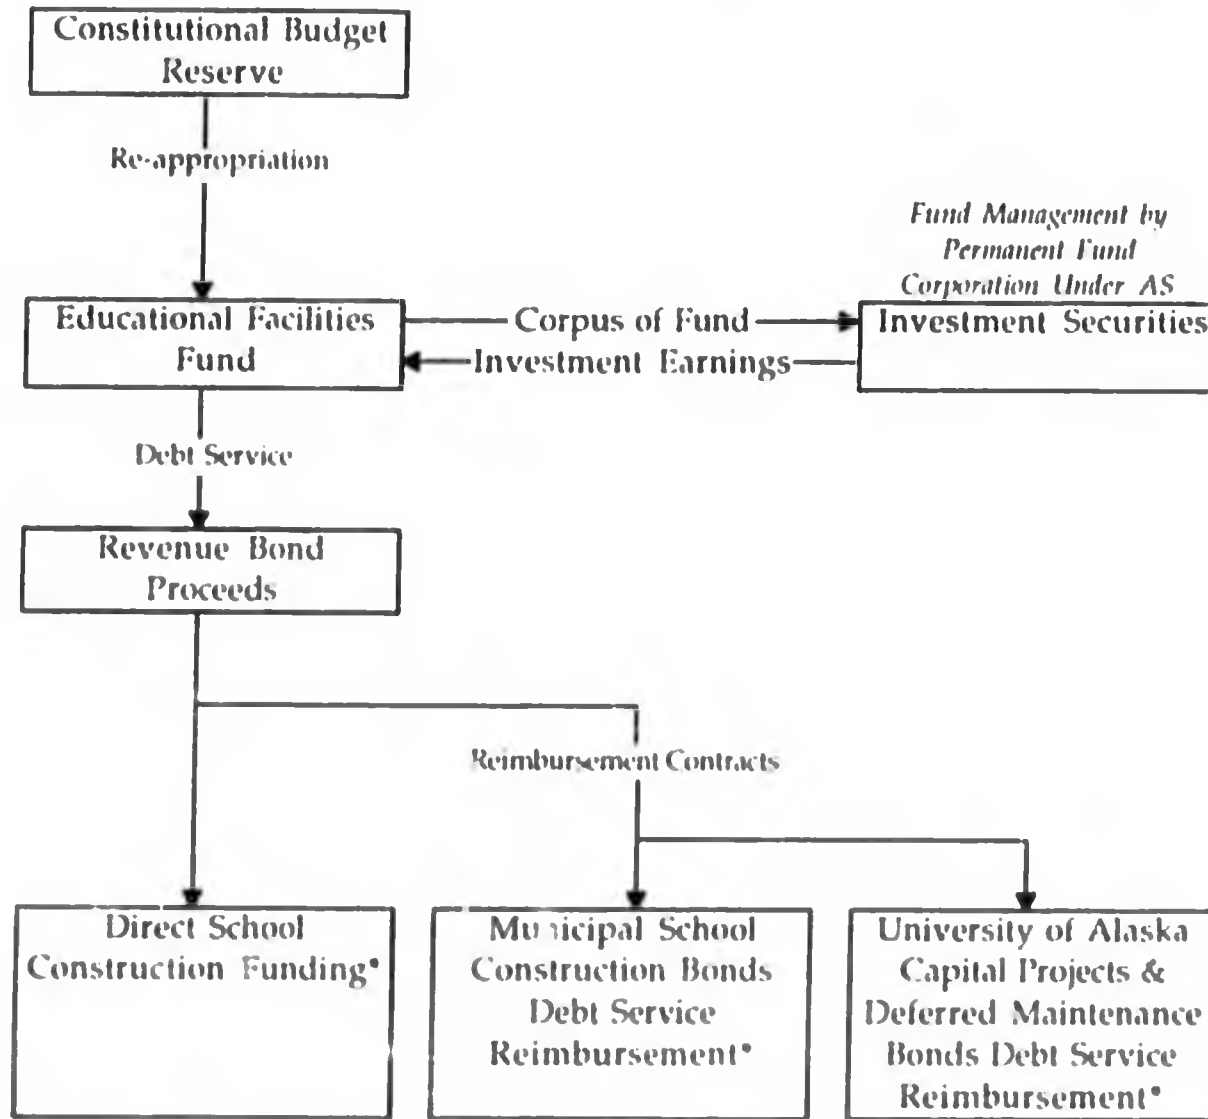 Constitutional Budget
Reserve
Re-appropriation
Fund Management by
Permanent Fund
Corporation Under AS
Educational Facilities
Fund
Corpus of Fund
Investment Earnings
Investment Securities
Debt Service
Revenue Bond
Proceeds
Reimbursement Contracts
Direct School
Construction Funding*
Municipal School
Construction Bonds
Debt Service
Reimbursement*
University of Alaska
Capital Projects &
Deferred Maintenance
Bonds Debt Service
Reimbursement*